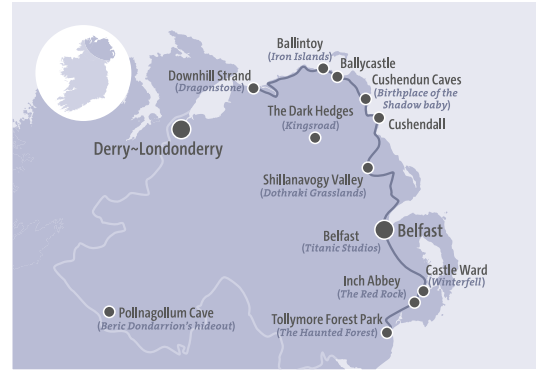 Ballintoy
(Iron Islands)
Ballycastle
Downhill Strand
(Dragonstone)
Cushendun Caves
(Birthplace of the
Shadow baby)
The Dark Hedges
(Kingsroad)
Cushendall
Derry~Londonderry
Shillanavogy Valley
(Dothraki Grasslands)
Belfast
Belfast
(Titanic Studios)
Castle Ward
(Winterfell)
Inch Abbey
(The Red Rock)
Pollnagollum Cave
(Beric Dondarrion's hideout)
Tollymore Forest Park
(The Haunted Forest)